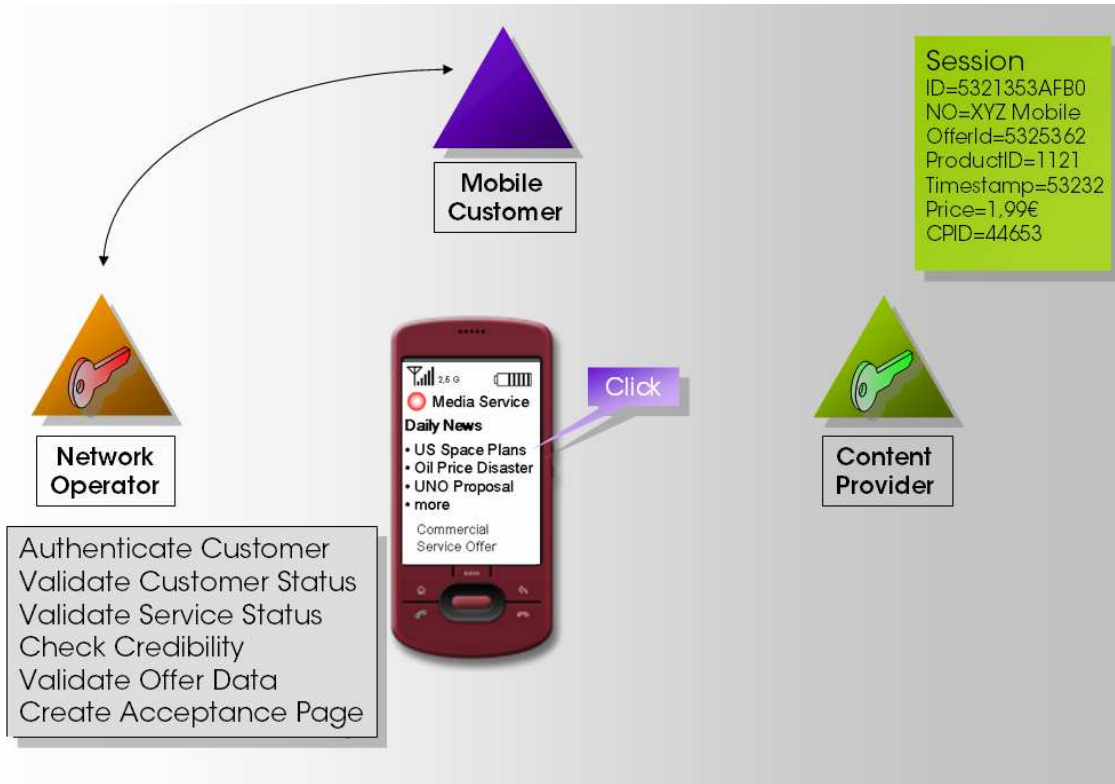 Mobile
Customer
Session
ID=5321353AFB0
NO=XYZ Mobile
OfferId=5325362
ProductID=1121
Timestamp=53232
Price=1,99€
CPID=44653
Network
Operator
Authenticate Customer
Validate Customer Status
Validate Service Status
Check Credibility
Validate Offer Data
Create Acceptance Page
2,5 G
Media Service
Daily News
• US Space Plans
• Oil Price Disaster
• UNO Proposal
• more
Commercial
Service Offer
Click
Content
Provider